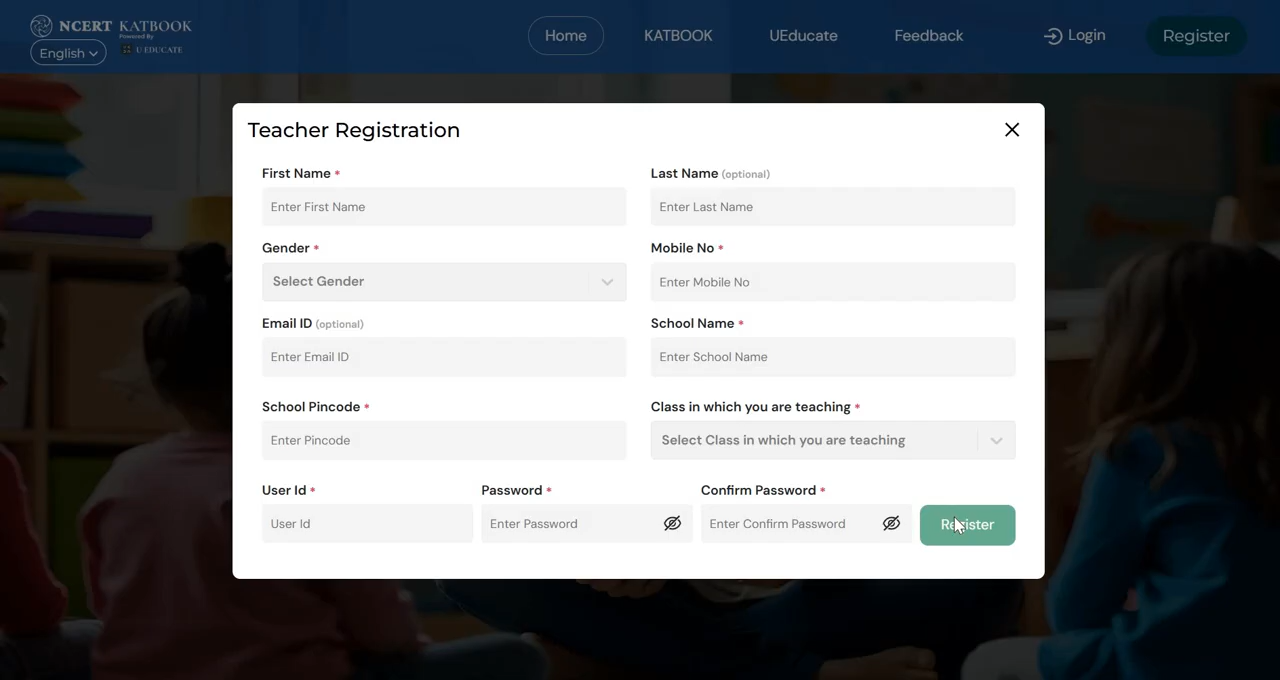 NCERT KATBOOK
Powered By
U EDUCATE
English
Home
KATBOOK
UEducate
Feedback
Login
Register
Teacher Registration
First Name *
Last Name (optional)
Enter First Name
Enter Last Name
Gender *
Mobile No *
Select Gender
Enter Mobile No
Email ID (optional)
School Name *
Enter Email ID
Enter School Name
School Pincode *
Class in which you are teaching *
Enter Pincode
Select Class in which you are teaching
User Id *
Password *
Confirm Password *
User Id
Enter Password
Enter Confirm Password
Register